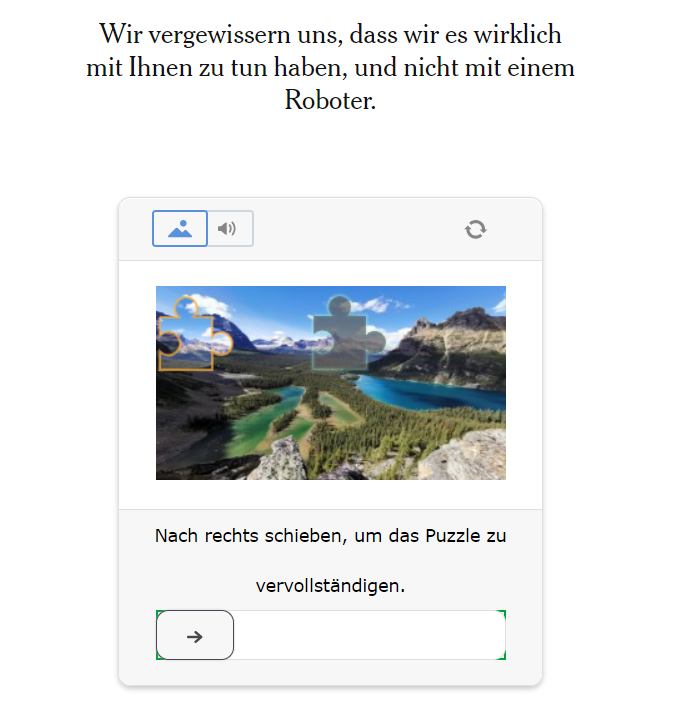 Wir vergewissern uns, dass wir es wirklich
mit Ihnen zu tun haben, und nicht mit einem
Roboter.
Nach rechts schieben, um das Puzzle zu
vervollständigen.